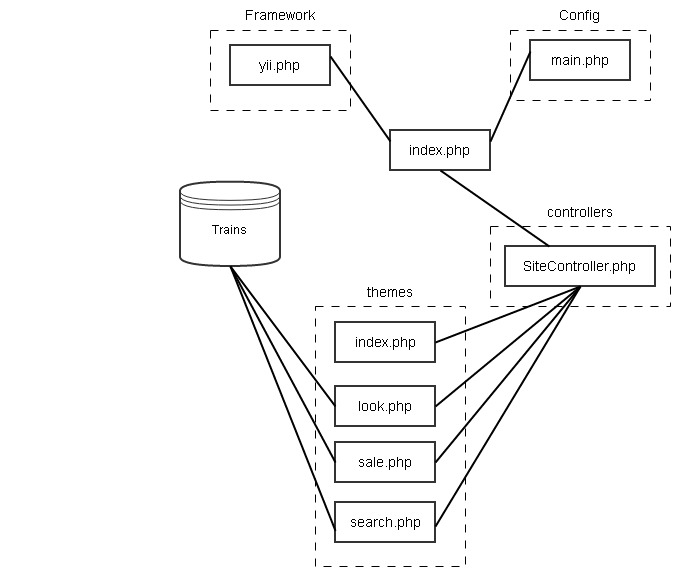 Framework
Config
yii.php
main.php
index.php
controllers
Trains
SiteController.php
themes
index.php
look.php
sale.php
search.php